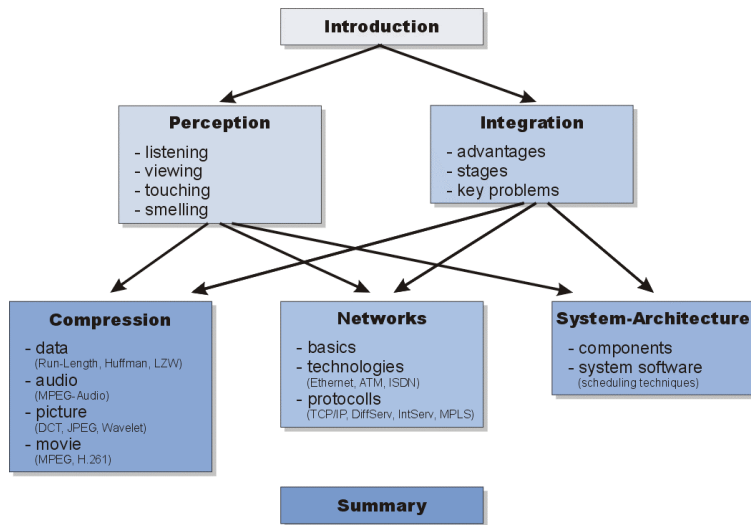 Introduction
Perception
- listening
- viewing
- touching
- smelling
Integration
- advantages
- stages
- key problems
Compression
- data
(Run-Length, Huffman, LZW)
- audio
(MPEG-Audio)
- picture
(DCT, JPEG, Wavelet)
- movie
(MPEG, H.261)
Networks
- basics
- technologies
(Ethernet, ATM, ISDN)
- protocolls
(TCP/IP, DiffServ, IntServ, MPLS)
System-Architecture
- components
- system software
(scheduling techniques)
Summary